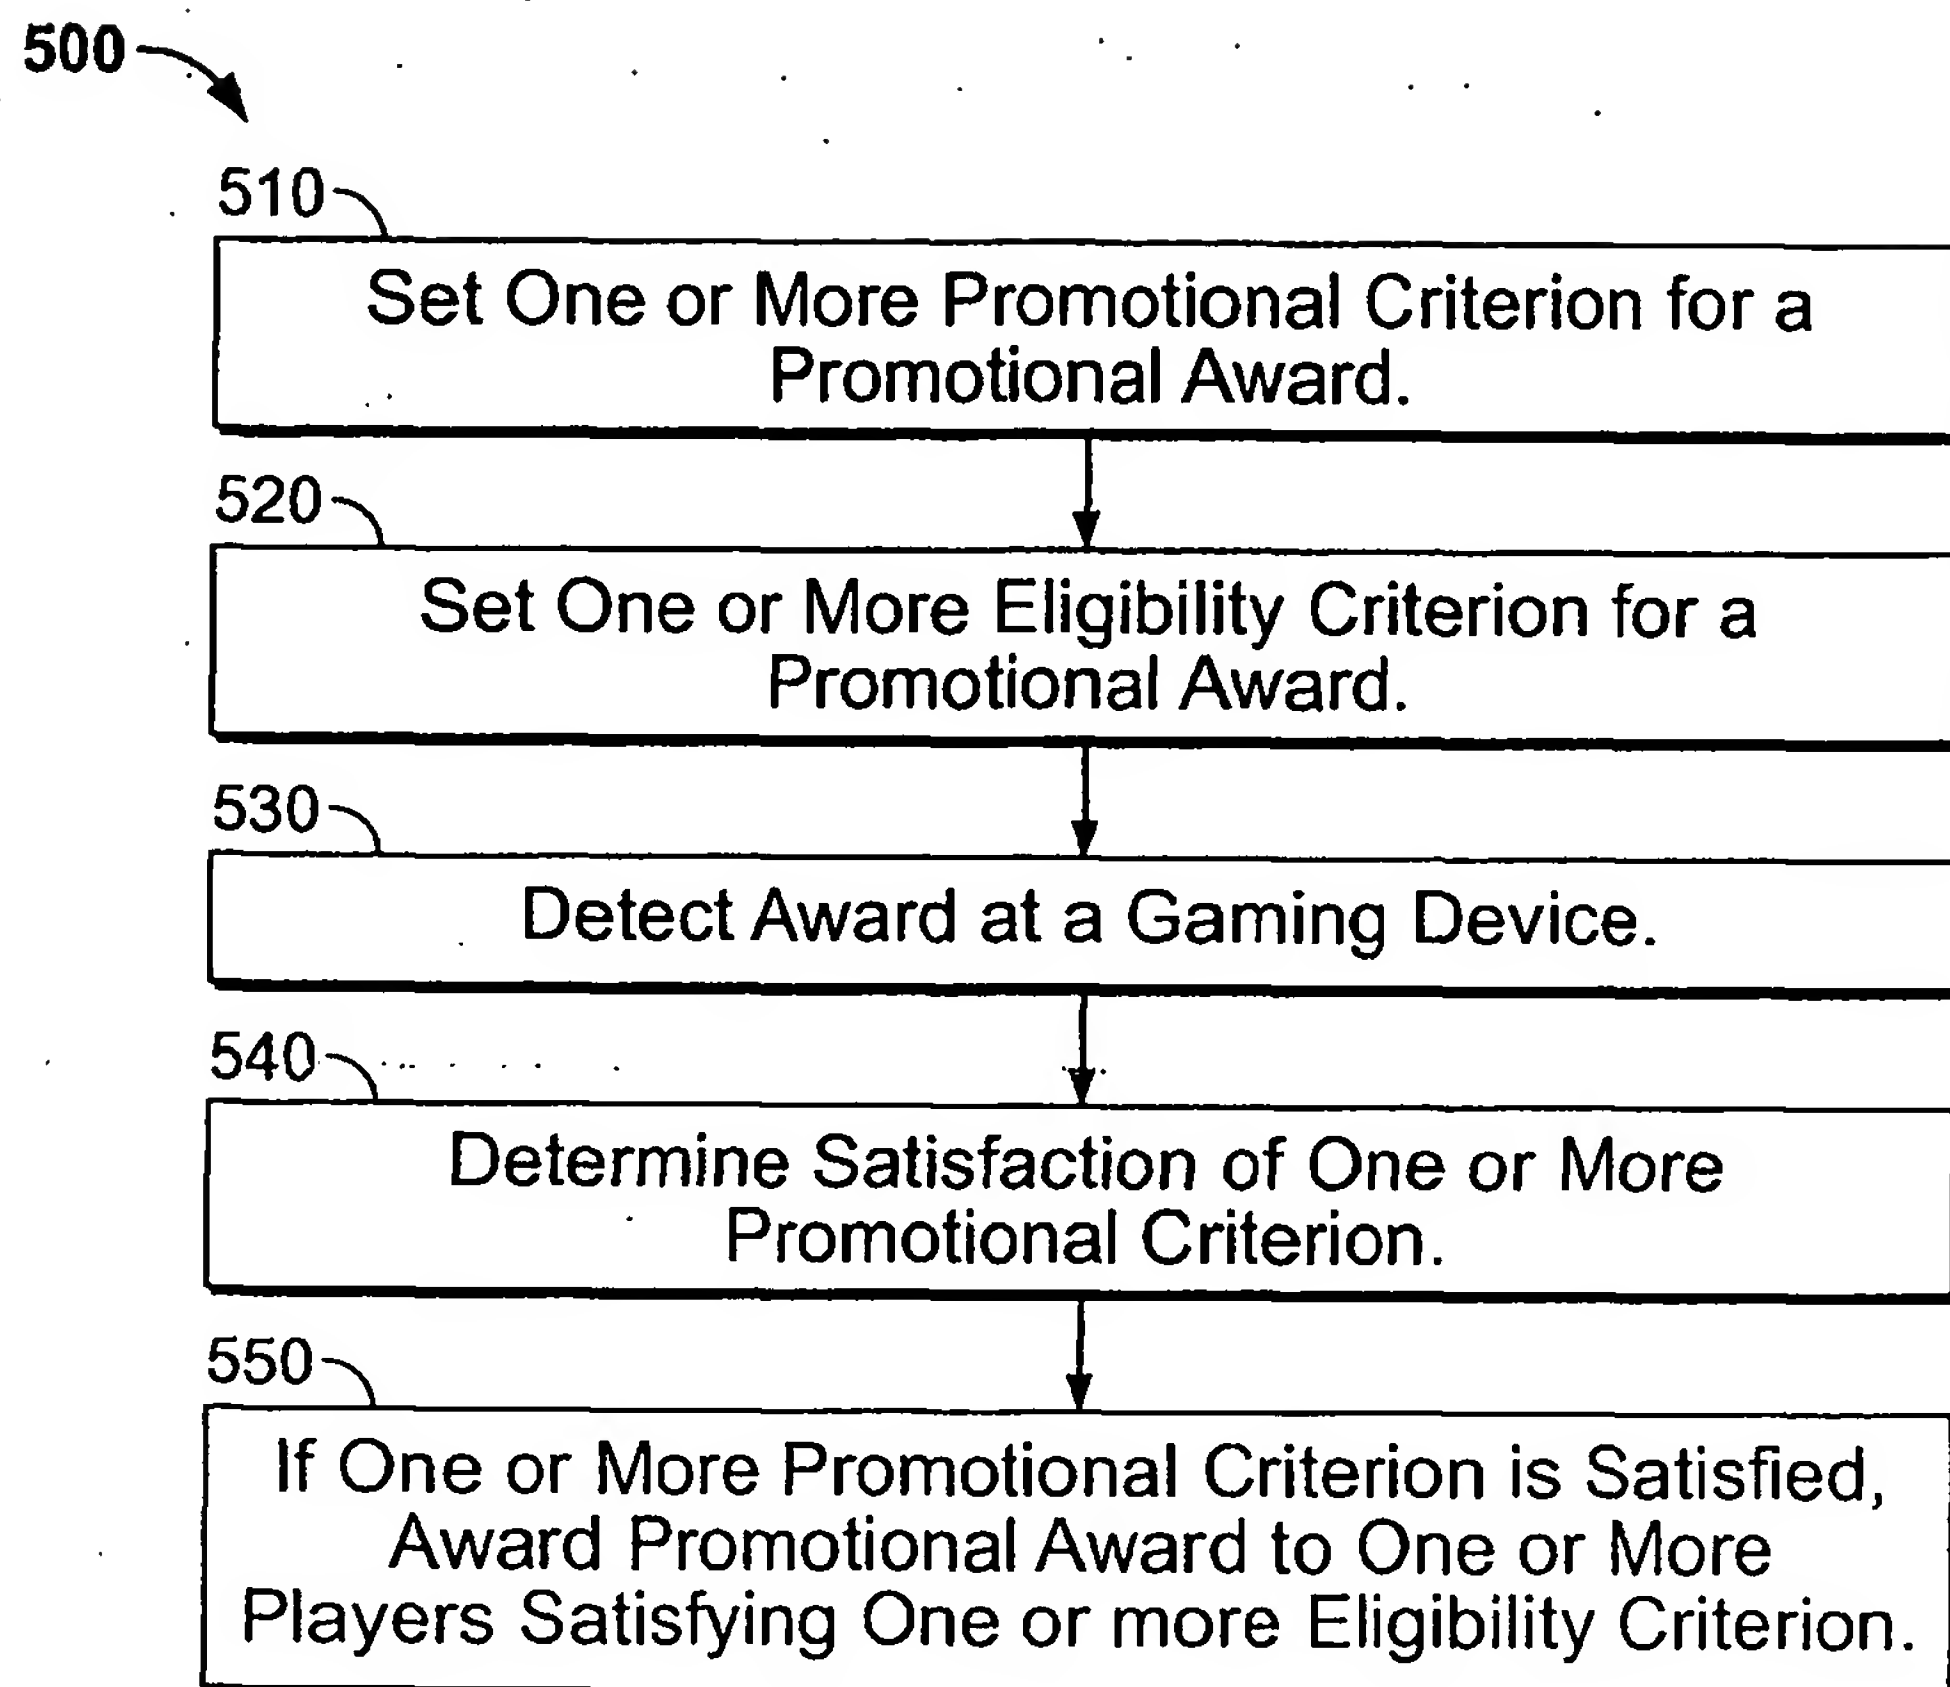 500
510
Set One or More Promotional Criterion for a
Promotional Award.
520
Set One or More Eligibility Criterion for a
Promotional Award.
530
Detect Award at a Gaming Device.
540
Determine Satisfaction of One or More
Promotional Criterion.
550
If One or More Promotional Criterion is Satisfied,
Award Promotional Award to One or More
Players Satisfying One or more Eligibility Criterion.